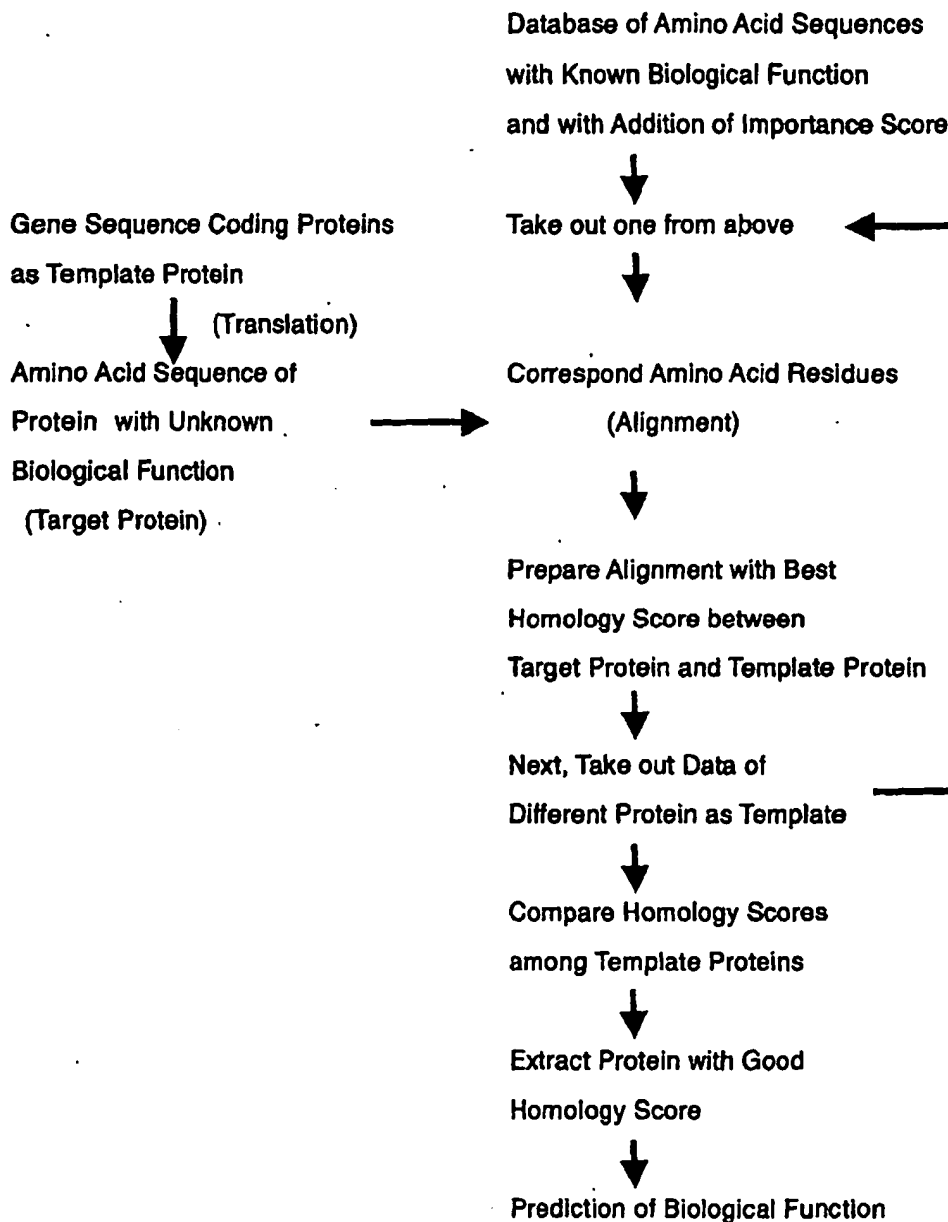 Database of Amino Acid Sequences
with Known Biological Function
and with Addition of Importance Score
Gene Sequence Coding Proteins
as Template Protein
(Translation)
Amino Acid Sequence of
Protein with Unknown
Biological Function
(Target Protein)
Take out one from above
Correspond Amino Acid Residues
(Alignment)
Prepare Alignment with Best
Homology Score between
Target Protein and Template Protein
Next, Take out Data of
Different Protein as Template
Compare Homology Scores
among Template Proteins
Extract Protein with Good
Homology Score
Prediction of Biological Function